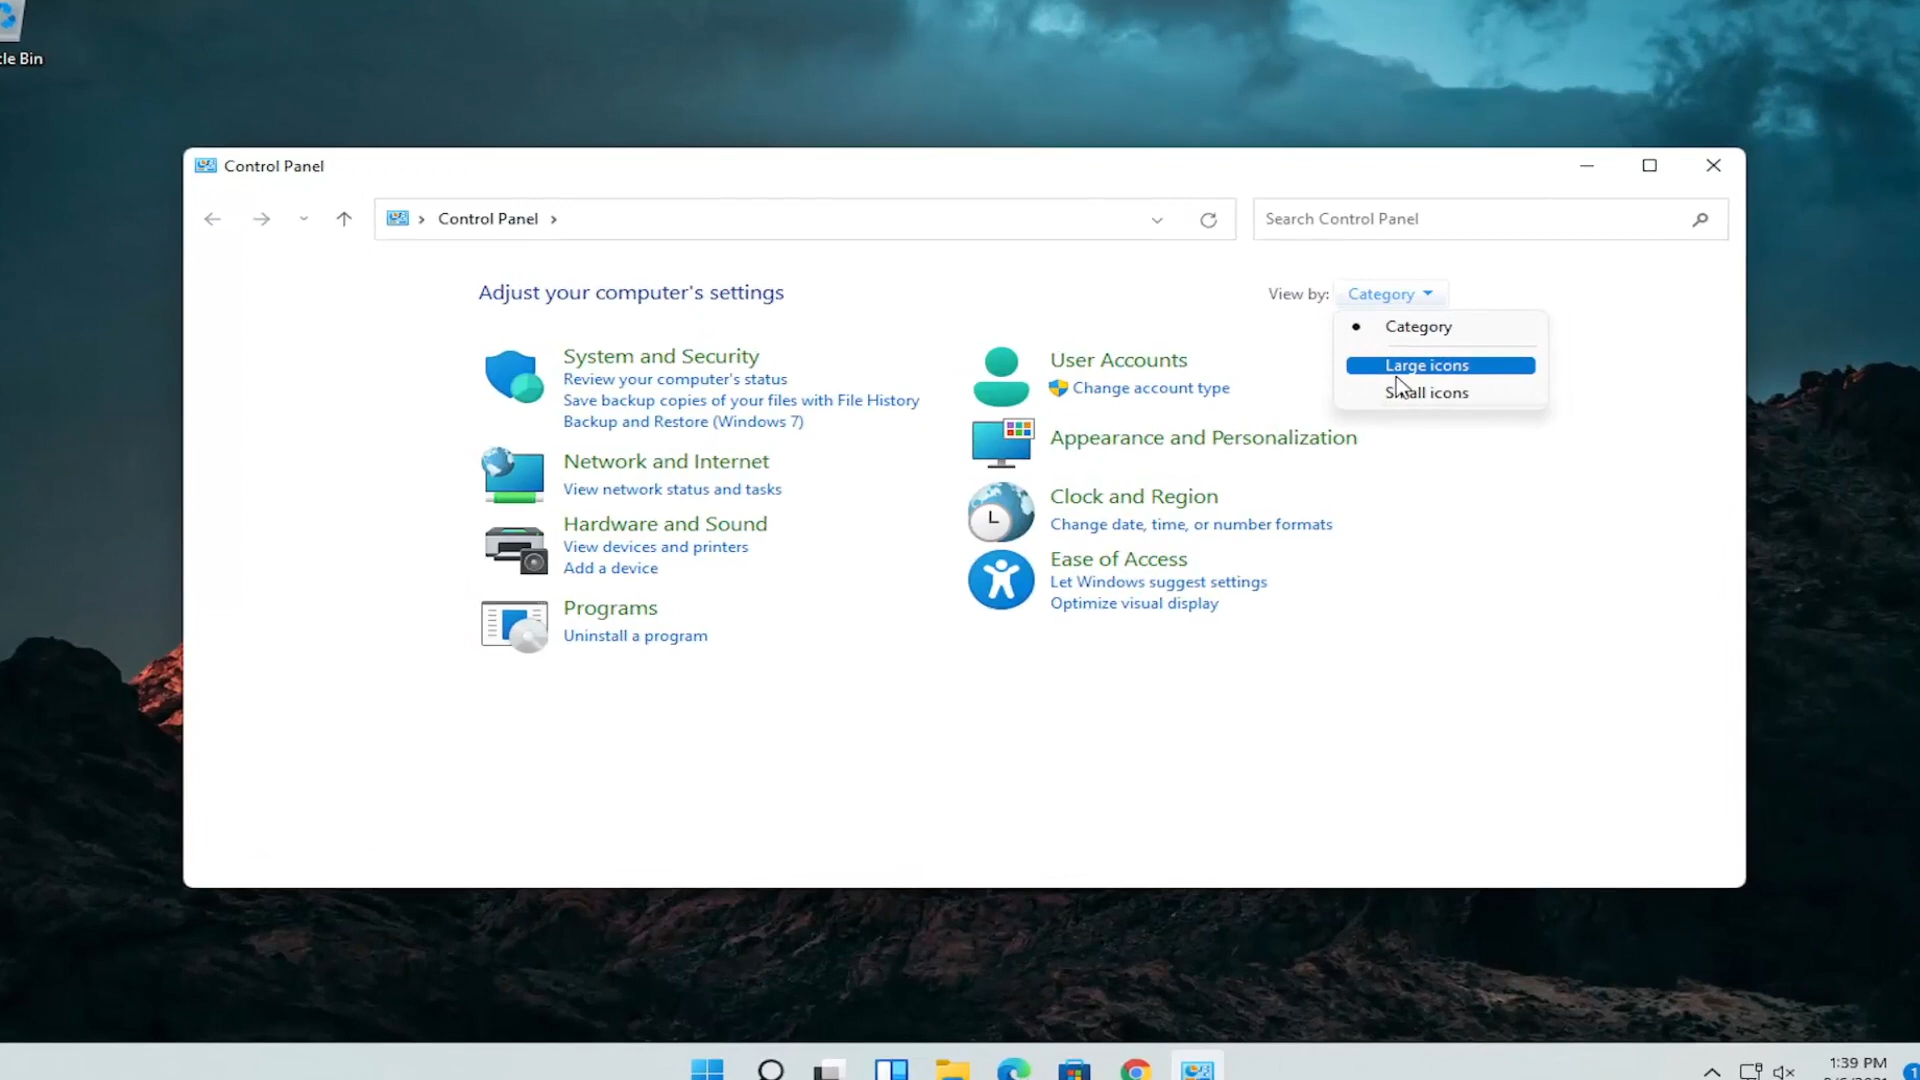 cle Bin
Control Panel
Control Panel
Search Control Panel
Adjust your computer's settings
View by: Category
Category
Large icons
Small icons
System and Security
Review your computer's status
Save backup copies of your files with File History
Backup and Restore (Windows 7)
Network and Internet
View network status and tasks
Hardware and Sound
View devices and printers
Add a device
Programs
Uninstall a program
User Accounts
Change account type
Appearance and Personalization
Clock and Region
Change date, time, or number formats
Ease of Access
Let Windows suggest settings
Optimize visual display
1:39 PM